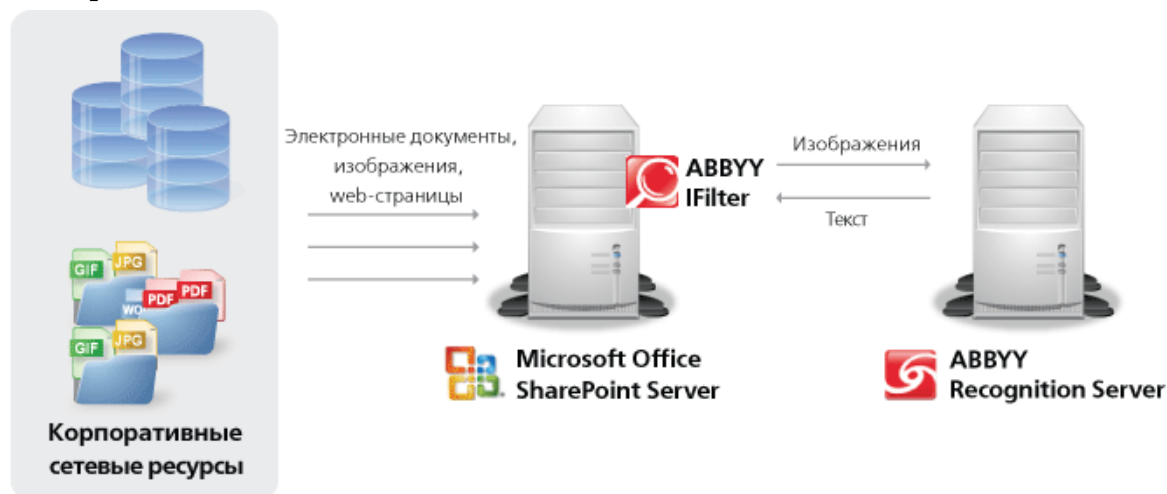 Электронные документы,
изображения,
web-страницы
ABBYY
IFilter
Изображения
Текст
GIF
JPG
PDF
PDF
GIF
JPG
Microsoft Office
SharePoint Server
ABBYY
Recognition Server
Корпоративные
сетевые ресурсы